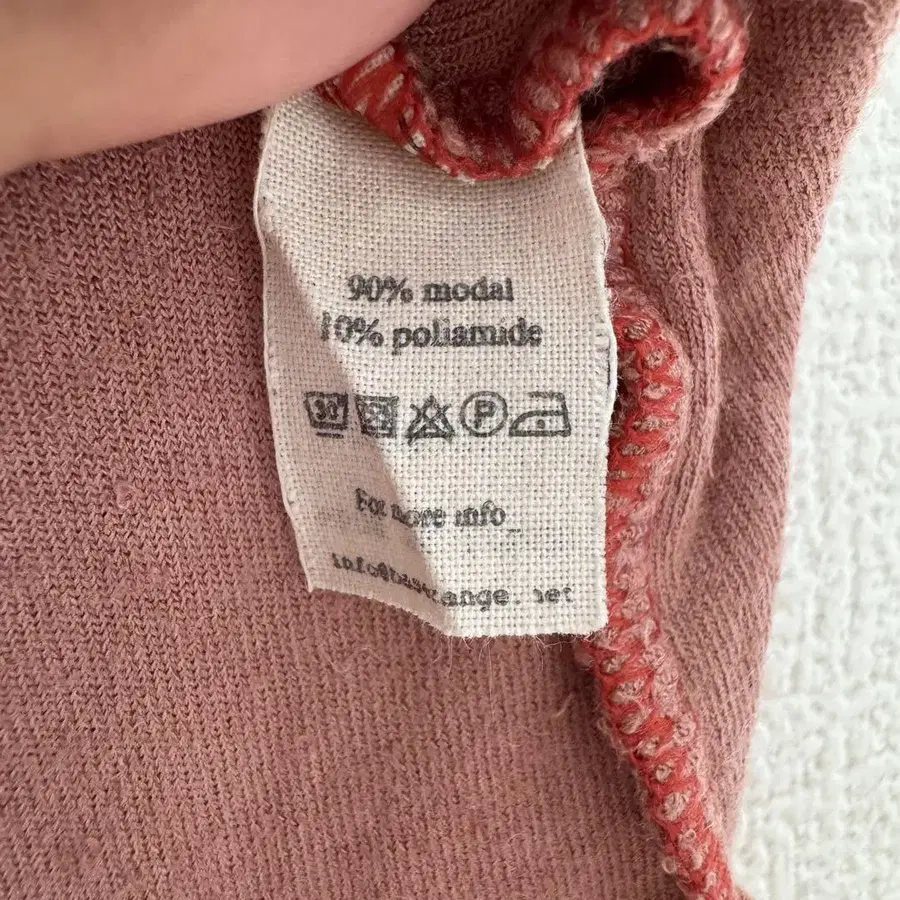 90% modal
10% poliamide
30° P
For more info